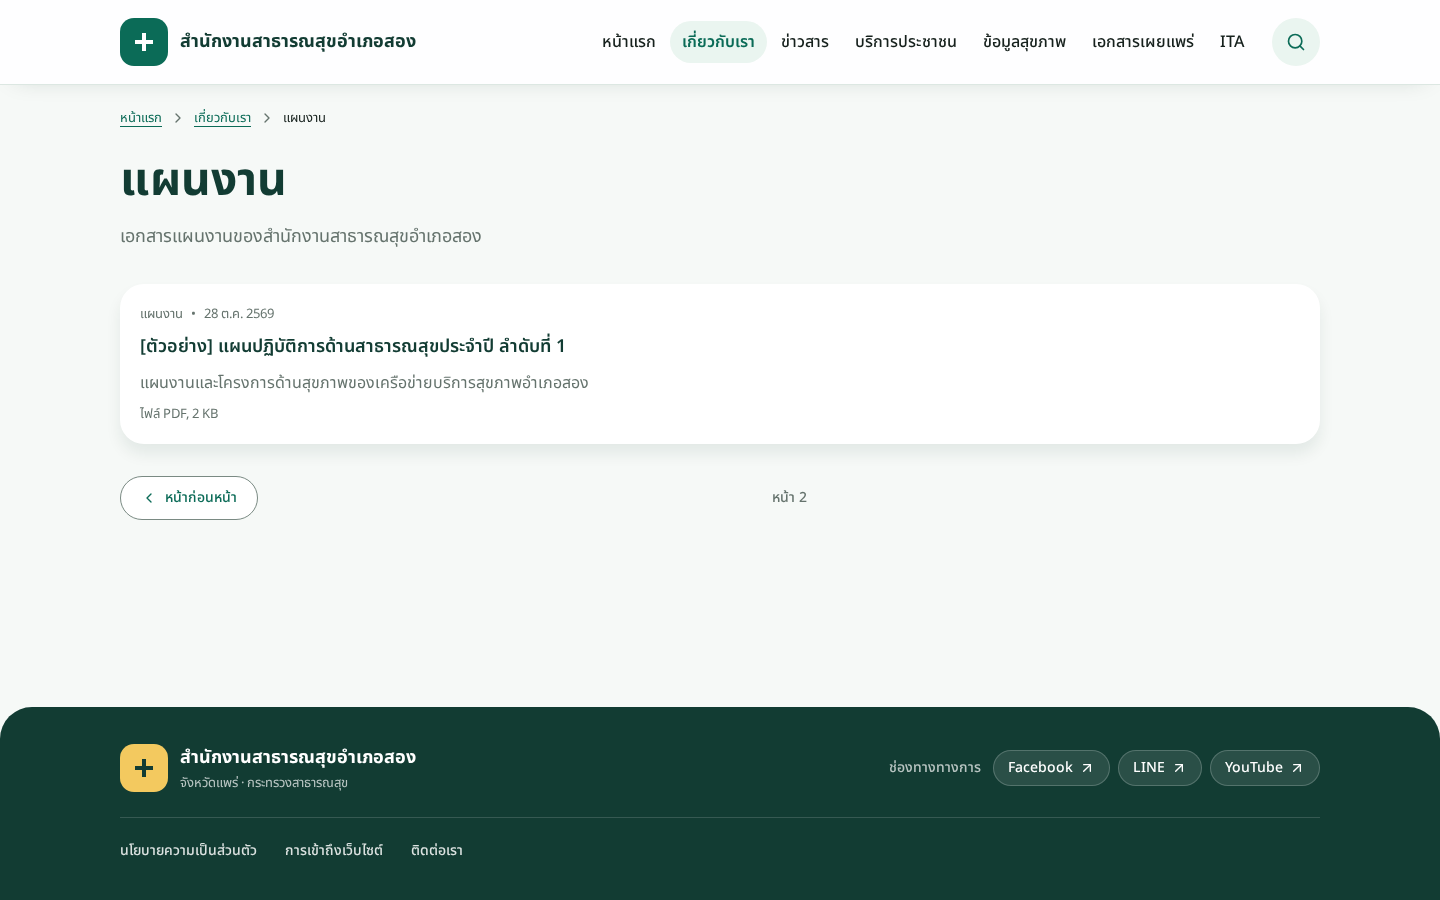 สำนักงานสาธารณสุขอำเภอสอง
หน้าแรก
เกี่ยวกับเรา
ข่าวสาร
บริการประชาชน
ข้อมูลสุขภาพ
เอกสารเผยแพร่
ITA
หน้าแรก > เกี่ยวกับเรา > แผนงาน
แผนงาน
เอกสารแผนงานของสำนักงานสาธารณสุขอำเภอสอง
แผนงาน • 28 ต.ค. 2569
[ตัวอย่าง] แผนปฏิบัติการด้านสาธารณสุขประจำปี ลำดับที่ 1
แผนงานและโครงการด้านสุขภาพของเครือข่ายบริการสุขภาพอำเภอสอง
ไฟล์ PDF, 2 KB
หน้าก่อนหน้า
หน้า 2
สำนักงานสาธารณสุขอำเภอสอง
จังหวัดแพร่ · กระทรวงสาธารณสุข
ช่องทางทางการ
Facebook
LINE
YouTube
นโยบายความเป็นส่วนตัว
การเข้าถึงเว็บไซต์
ติดต่อเรา